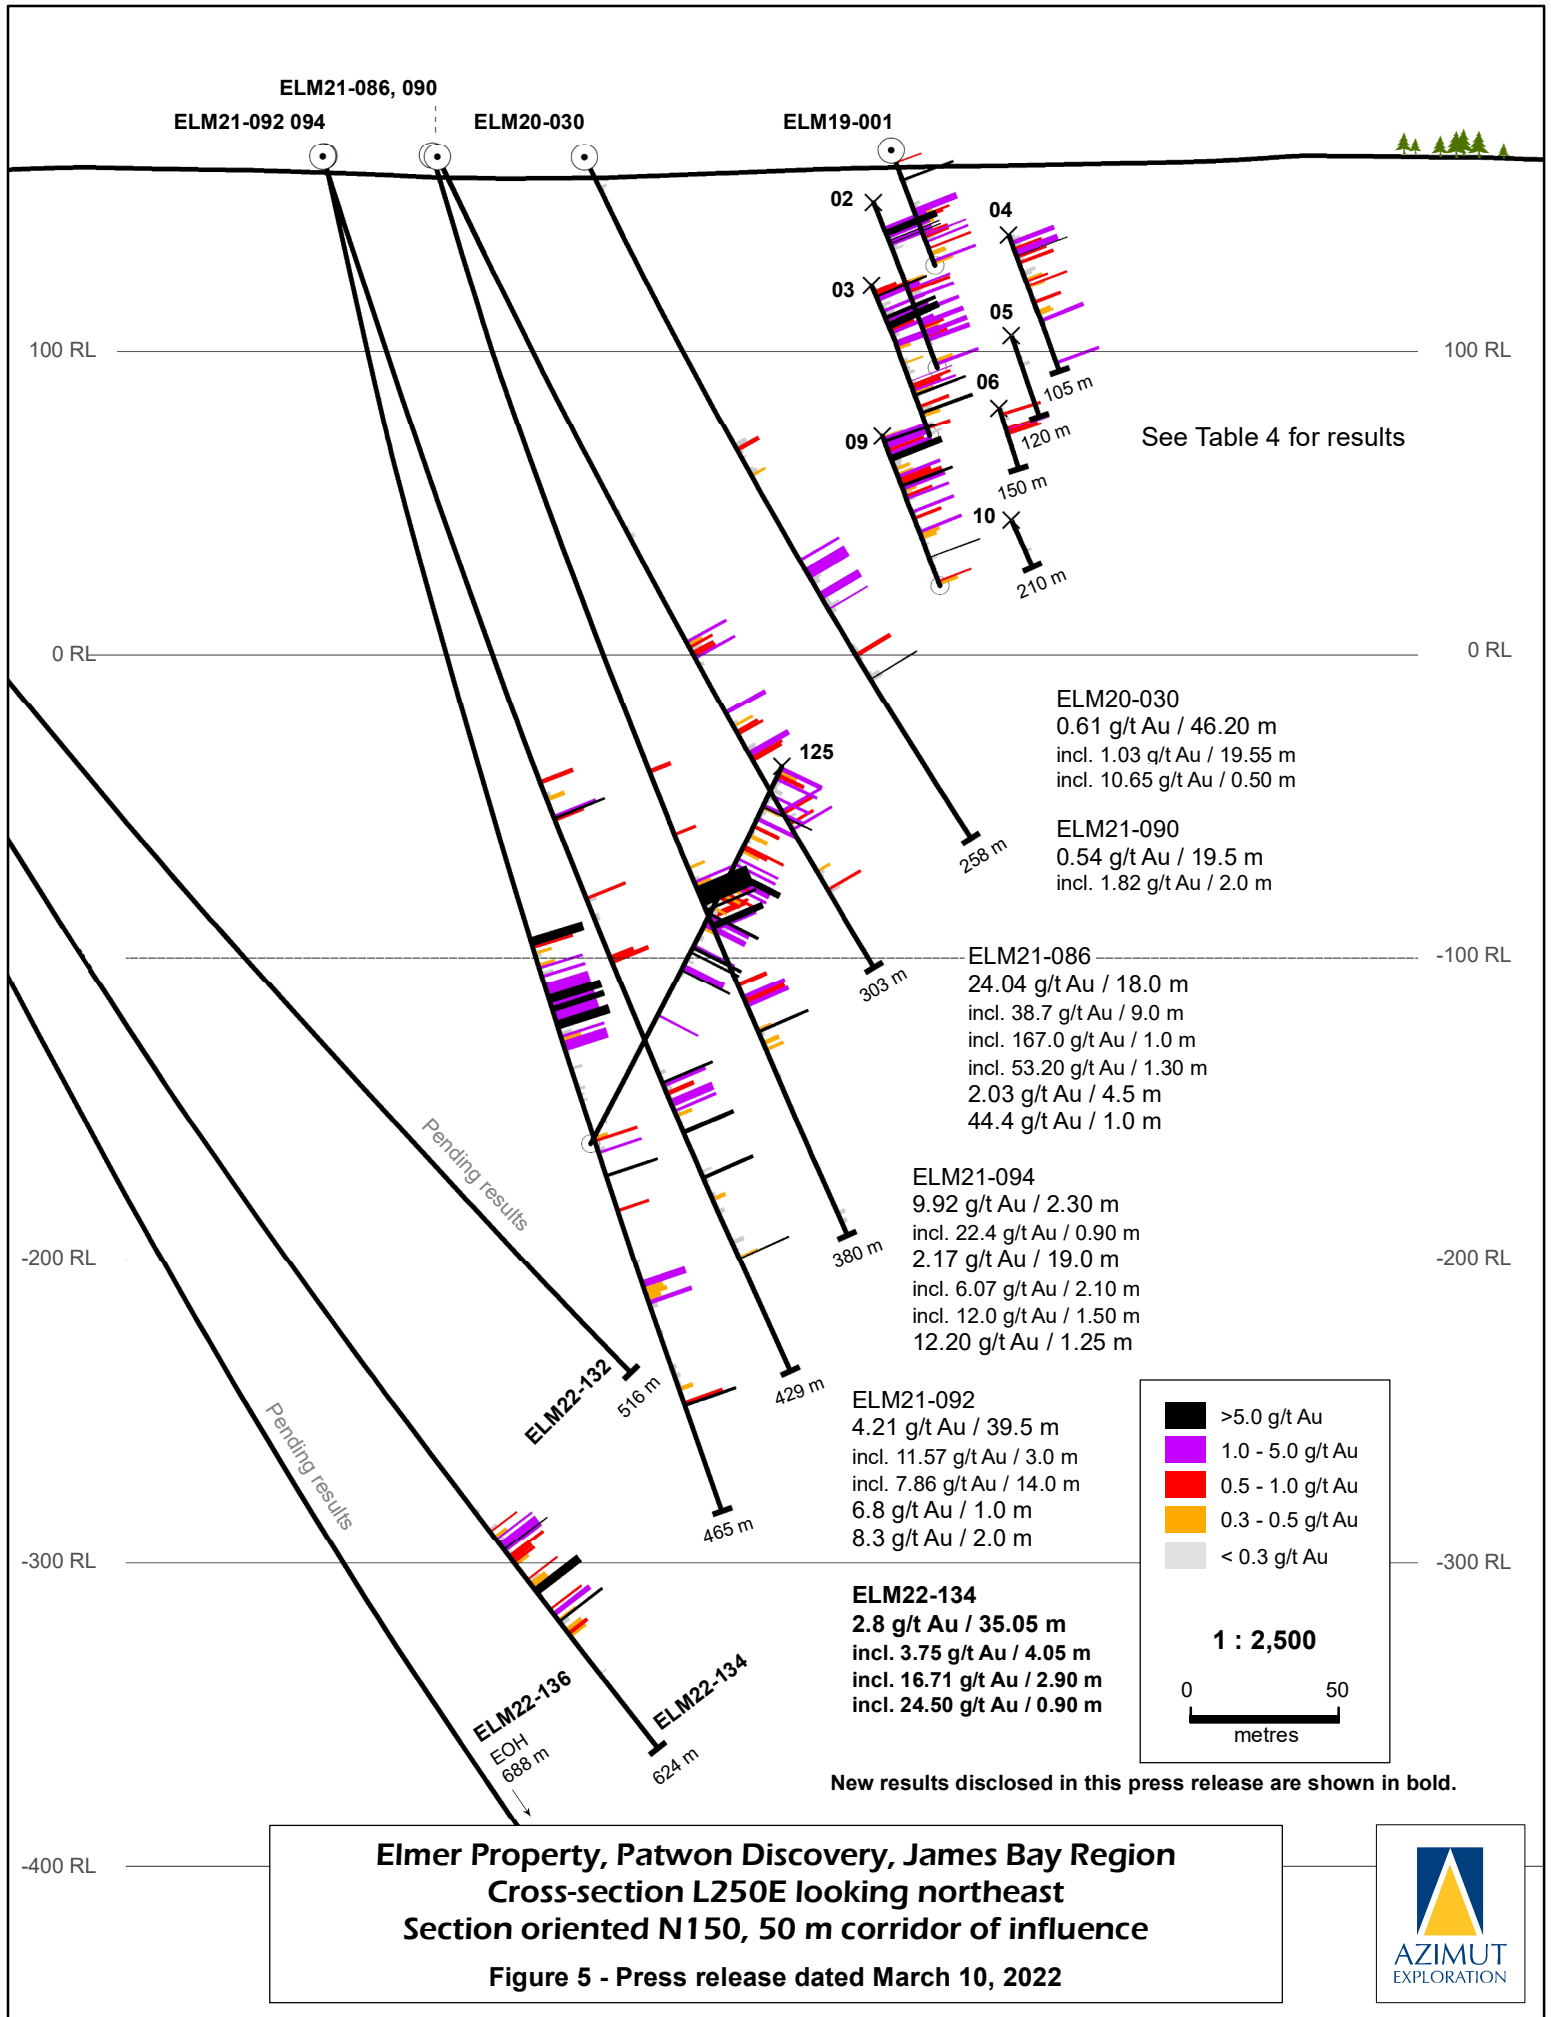 ELM21-086, 090
ELM21-092 094
ELM20-030
ELM19-001
02
04
03
05
100 RL
100 RL
06
105 m
09
120 m
See Table 4 for results
150 m
10
210 m
0 RL
0 RL
ELM20-030
0.61 g/t Au / 46.20 m
incl. 1.03 g/t Au / 19.55 m
incl. 10.65 g/t Au / 0.50 m
125
ELM21-090
0.54 g/t Au / 19.5 m
incl. 1.82 g/t Au / 2.0 m
258 m
303 m
-100 RL
ELM21-086
24.04 g/t Au / 18.0 m
incl. 38.7 g/t Au / 9.0 m
incl. 167.0 g/t Au / 1.0 m
incl. 53.20 g/t Au / 1.30 m
2.03 g/t Au / 4.5 m
44.4 g/t Au / 1.0 m
Pending results
ELM21-094
9.92 g/t Au / 2.30 m
incl. 22.4 g/t Au / 0.90 m
2.17 g/t Au / 19.0 m
incl. 6.07 g/t Au / 2.10 m
incl. 12.0 g/t Au / 1.50 m
12.20 g/t Au / 1.25 m
380 m
-200 RL
-200 RL
ELM22-132
516 m
429 m
ELM21-092
4.21 g/t Au / 39.5 m
incl. 11.57 g/t Au / 3.0 m
incl. 7.86 g/t Au / 14.0 m
6.8 g/t Au / 1.0 m
8.3 g/t Au / 2.0 m
Pending results
465 m
>5.0 g/t Au
1.0 - 5.0 g/t Au
0.5 - 1.0 g/t Au
0.3 - 0.5 g/t Au
< 0.3 g/t Au
-300 RL
-300 RL
ELM22-134
2.8 g/t Au / 35.05 m
incl. 3.75 g/t Au / 4.05 m
incl. 16.71 g/t Au / 2.90 m
incl. 24.50 g/t Au / 0.90 m
1 : 2,500
0 50
metres
ELM22-136
EOH
688 m
ELM22-134
624 m
New results disclosed in this press release are shown in bold.
-400 RL
Elmer Property, Patwon Discovery, James Bay Region
Cross-section L250E looking northeast
Section oriented N150, 50 m corridor of influence
Figure 5 - Press release dated March 10, 2022
AZIMUT
EXPLORATION